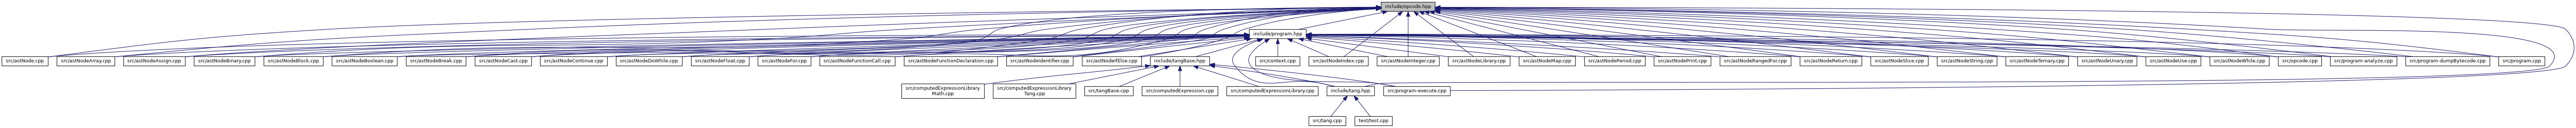 include/opcode.hpp
include/program.hpp
src/astNode.cpp
src/astNodeArray.cpp
src/astNodeAssign.cpp
src/astNodeBinary.cpp
src/astNodeBlock.cpp
src/astNodeBoolean.cpp
src/astNodeBreak.cpp
src/astNodeCast.cpp
src/astNodeContinue.cpp
src/astNodeDoWhile.cpp
src/astNodeFloat.cpp
src/astNodeFor.cpp
src/astNodeFunctionCall.cpp
src/astNodeFunctionDeclaration.cpp
src/astNodeIdentifier.cpp
src/astNodeIfElse.cpp
include/tangBase.hpp
src/context.cpp
src/astNodeIndex.cpp
src/astNodeInteger.cpp
src/astNodeLibrary.cpp
src/astNodeMap.cpp
src/astNodePeriod.cpp
src/astNodePrint.cpp
src/astNodeRangedFor.cpp
src/astNodeReturn.cpp
src/astNodeSlice.cpp
src/astNodeString.cpp
src/astNodeTernary.cpp
src/astNodeUnary.cpp
src/astNodeUse.cpp
src/astNodeWhile.cpp
src/opcode.cpp
src/program-analyze.cpp
src/program-dumpBytecode.cpp
src/program.cpp
src/computedExpressionLibrary
Math.cpp
src/computedExpressionLibrary
Tang.cpp
src/tangBase.cpp
src/computedExpression.cpp
src/computedExpressionLibrary.cpp
include/tang.hpp
src/program-execute.cpp
src/tang.cpp
test/test.cpp